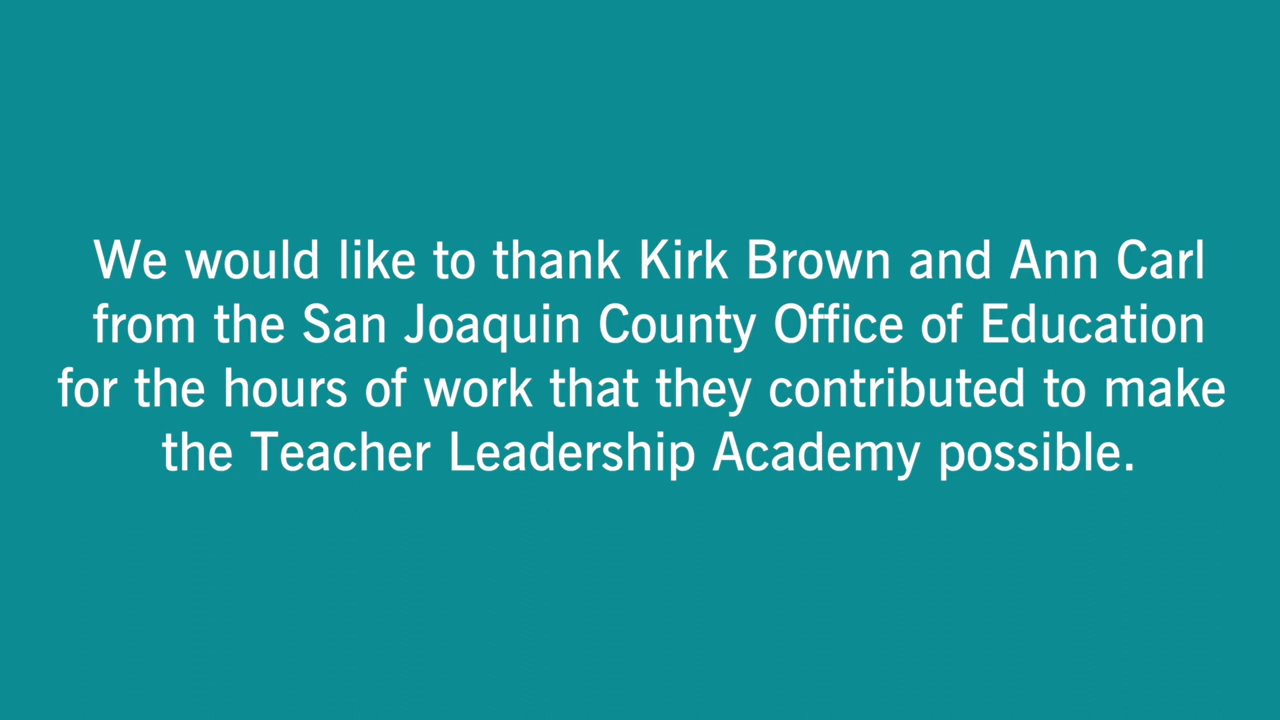 We would like to thank Kirk Brown and Ann Carl
from the San Joaquin County Office of Education
for the hours of work that they contributed to make
the Teacher Leadership Academy possible.